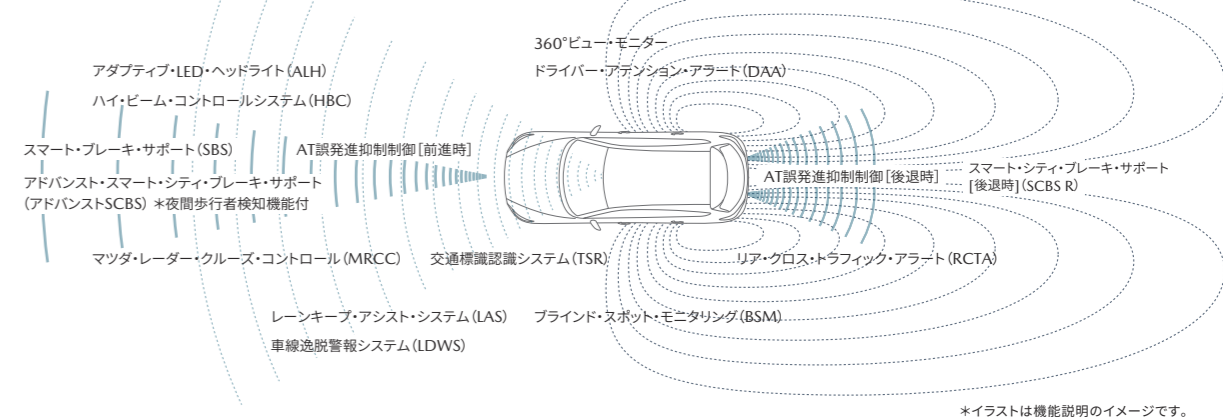 360°ビュー・モニター
ドライバー・アテンション・アラート（DAA）
アダプティブ・LED・ヘッドライト（ALH）
ハイ・ビーム・コントロールシステム（HBC）
スマート・ブレーキ・サポート（SBS）
AT誤発進抑制制御［前進時］
アドバンスト・スマート・シティ・ブレーキ・サポート
（アドバンストSCBS） ＊夜間歩行者検知機能付
AT誤発進抑制制御［後退時］
スマート・シティ・ブレーキ・サポート
［後退時］（SCBS R）
マツダ・レーダー・クルーズ・コントロール（MRCC）
交通標識認識システム（TSR）
リア・クロス・トラフィック・アラート（RCTA）
レーンキープ・アシスト・システム（LAS）
ブラインド・スポット・モニタリング（BSM）
車線逸脱警報システム（LDWS）
＊イラストは機能説明のイメージです。